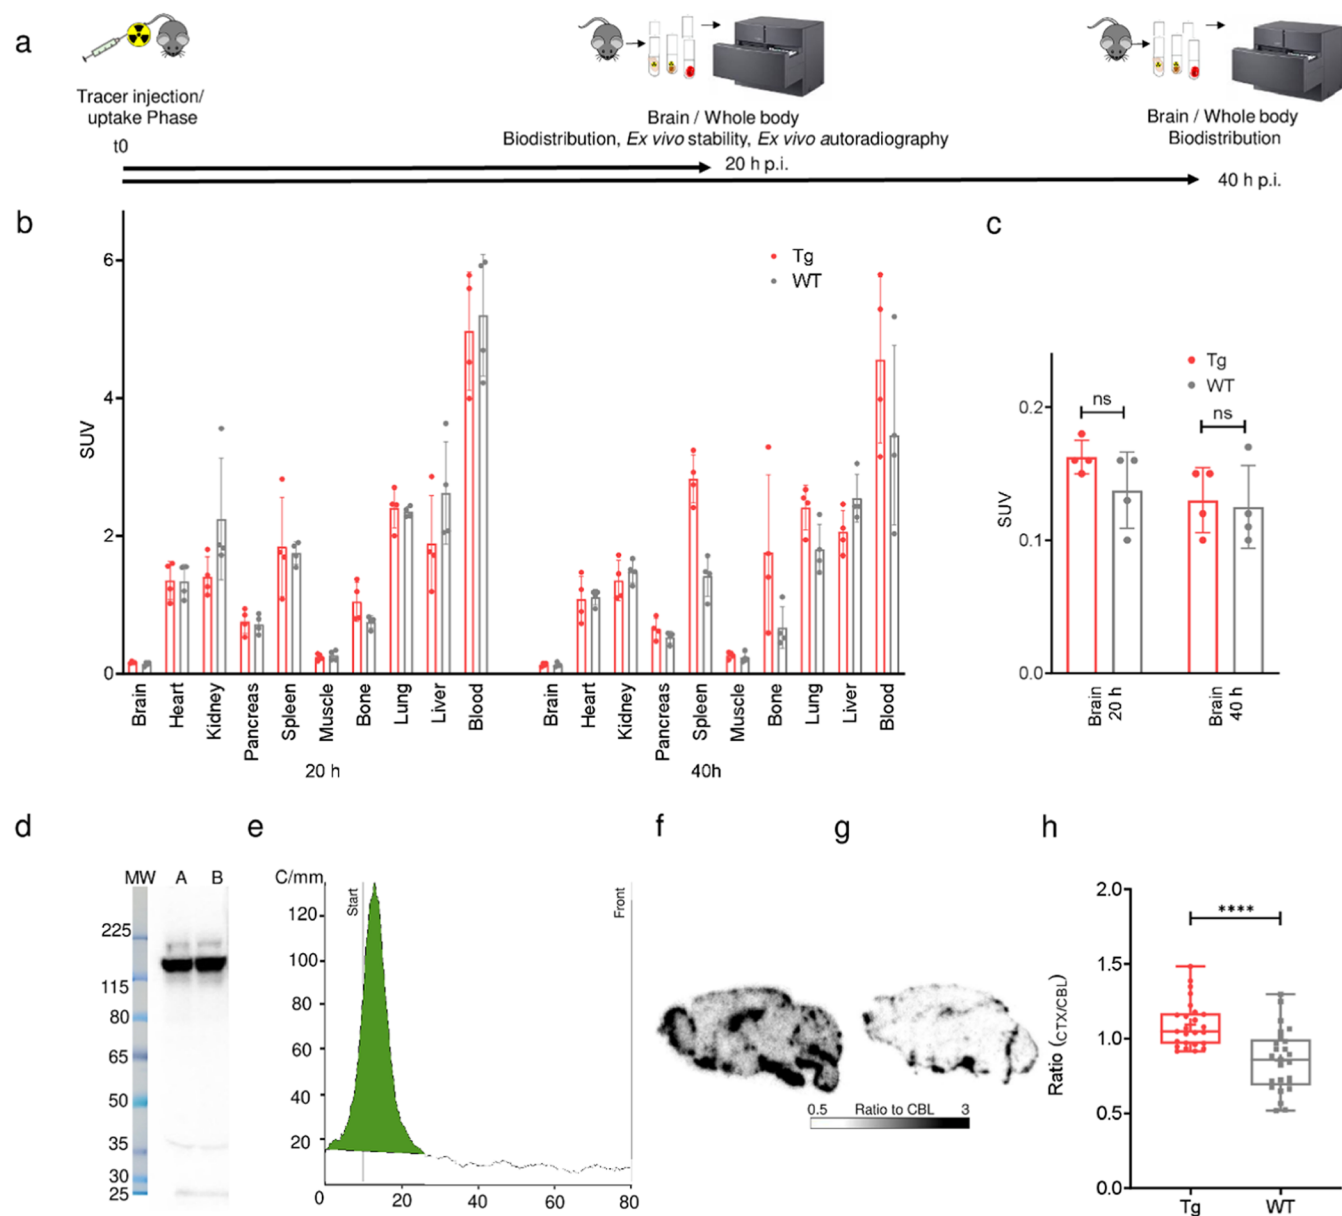 a
Tracer injection/
uptake Phase
t0
Brain / Whole body
Biodistribution, Ex vivo stability, Ex vivo autoradiography
20 h p.i.
Brain / Whole body
Biodistribution
40 h p.i.
b
SUV
6
4
2
0
Tg
WT
Brain
Heart
Kidney
Pancreas
Spleen
Muscle
Bone
Lung
Liver
Blood
20 h
Brain
Heart
Kidney
Pancreas
Spleen
Muscle
Bone
Lung
Liver
Blood
40h
c
Tg
WT
SUV
0.2
0.1
0.0
ns
ns
Brain
20 h
Brain
40 h
d
MW A B
225
115
80
65
50
35
30
25
e
C/mm
Start
Front
120
100
80
60
40
20
0 20 40 60 80
f
g
0.5 Ratio to CBL 3
h
Ratio (CTX/CBL)
2.0
1.5
1.0
0.5
0.0
****
Tg WT